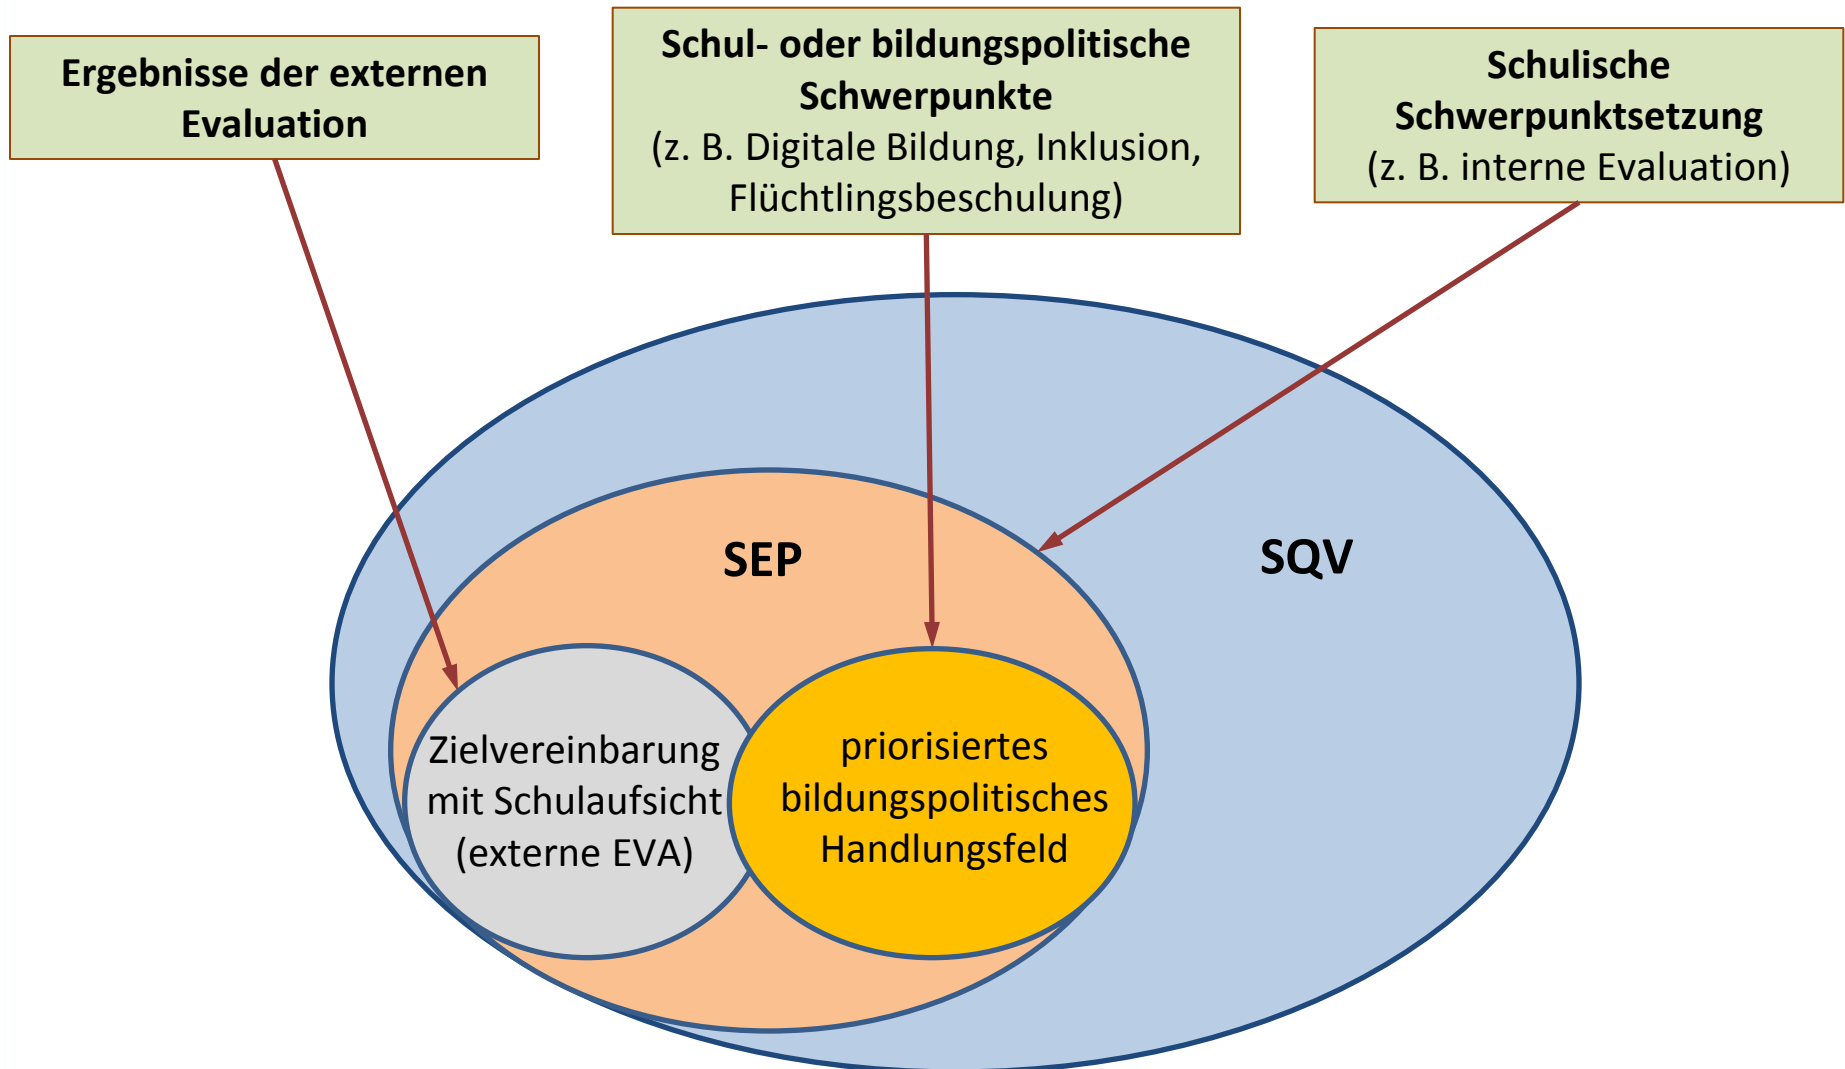 Ergebnisse der externen
Evaluation
Schul- oder bildungspolitische
Schwerpunkte
(z. B. Digitale Bildung, Inklusion,
Flüchtlingsbeschulung)
Schulische
Schwerpunktsetzung
(z. B. interne Evaluation)
SEP
SQV
Zielvereinbarung
mit Schulaufsicht
(externe EVA)
priorisiertes
bildungspolitisches
Handlungsfeld